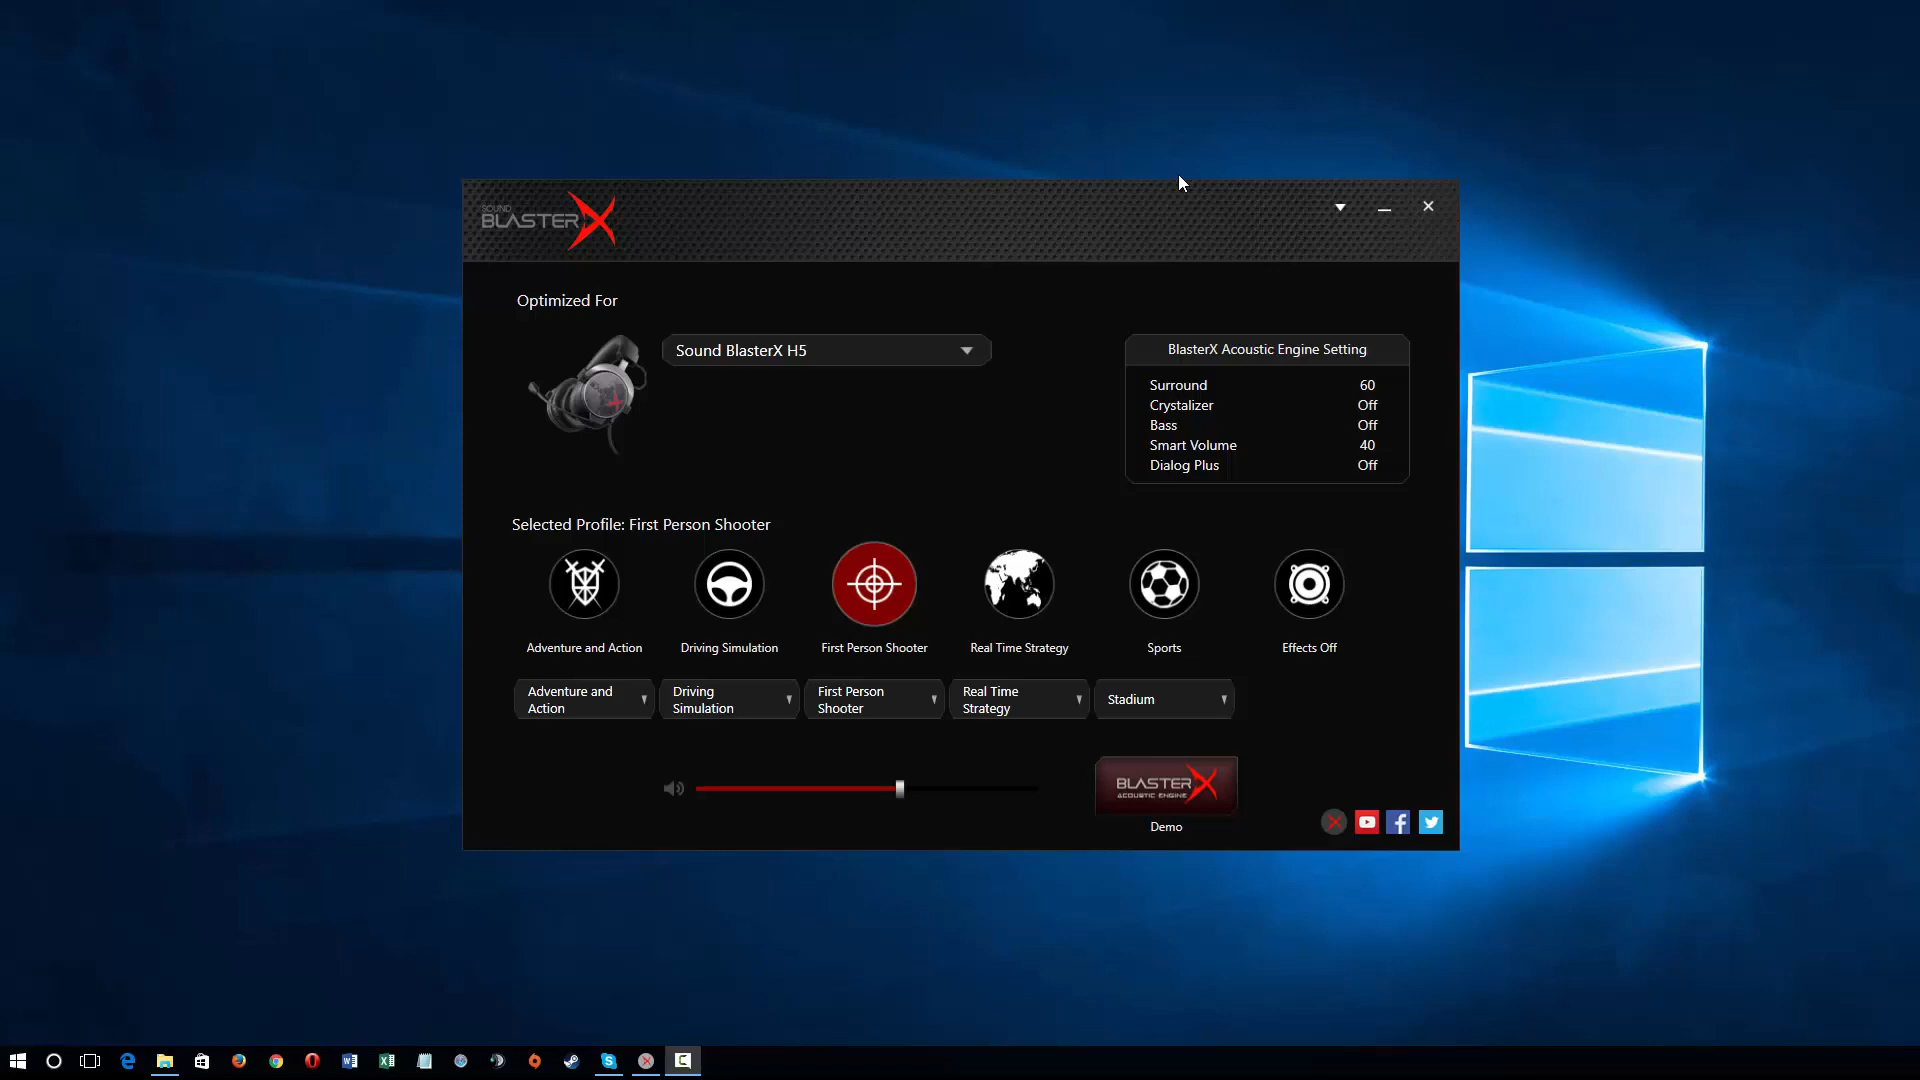 SOUND
BLASTERX
Optimized For
Sound BlasterX H5
BlasterX Acoustic Engine Setting
Surround 60
Crystalizer Off
Bass Off
Smart Volume 40
Dialog Plus Off
Selected Profile: First Person Shooter
Adventure and Action
Driving Simulation
First Person Shooter
Real Time Strategy
Sports
Effects Off
Adventure and
Action
Driving
Simulation
First Person
Shooter
Real Time
Strategy
Stadium
BLASTERX
ACOUSTIC ENGINE
Demo